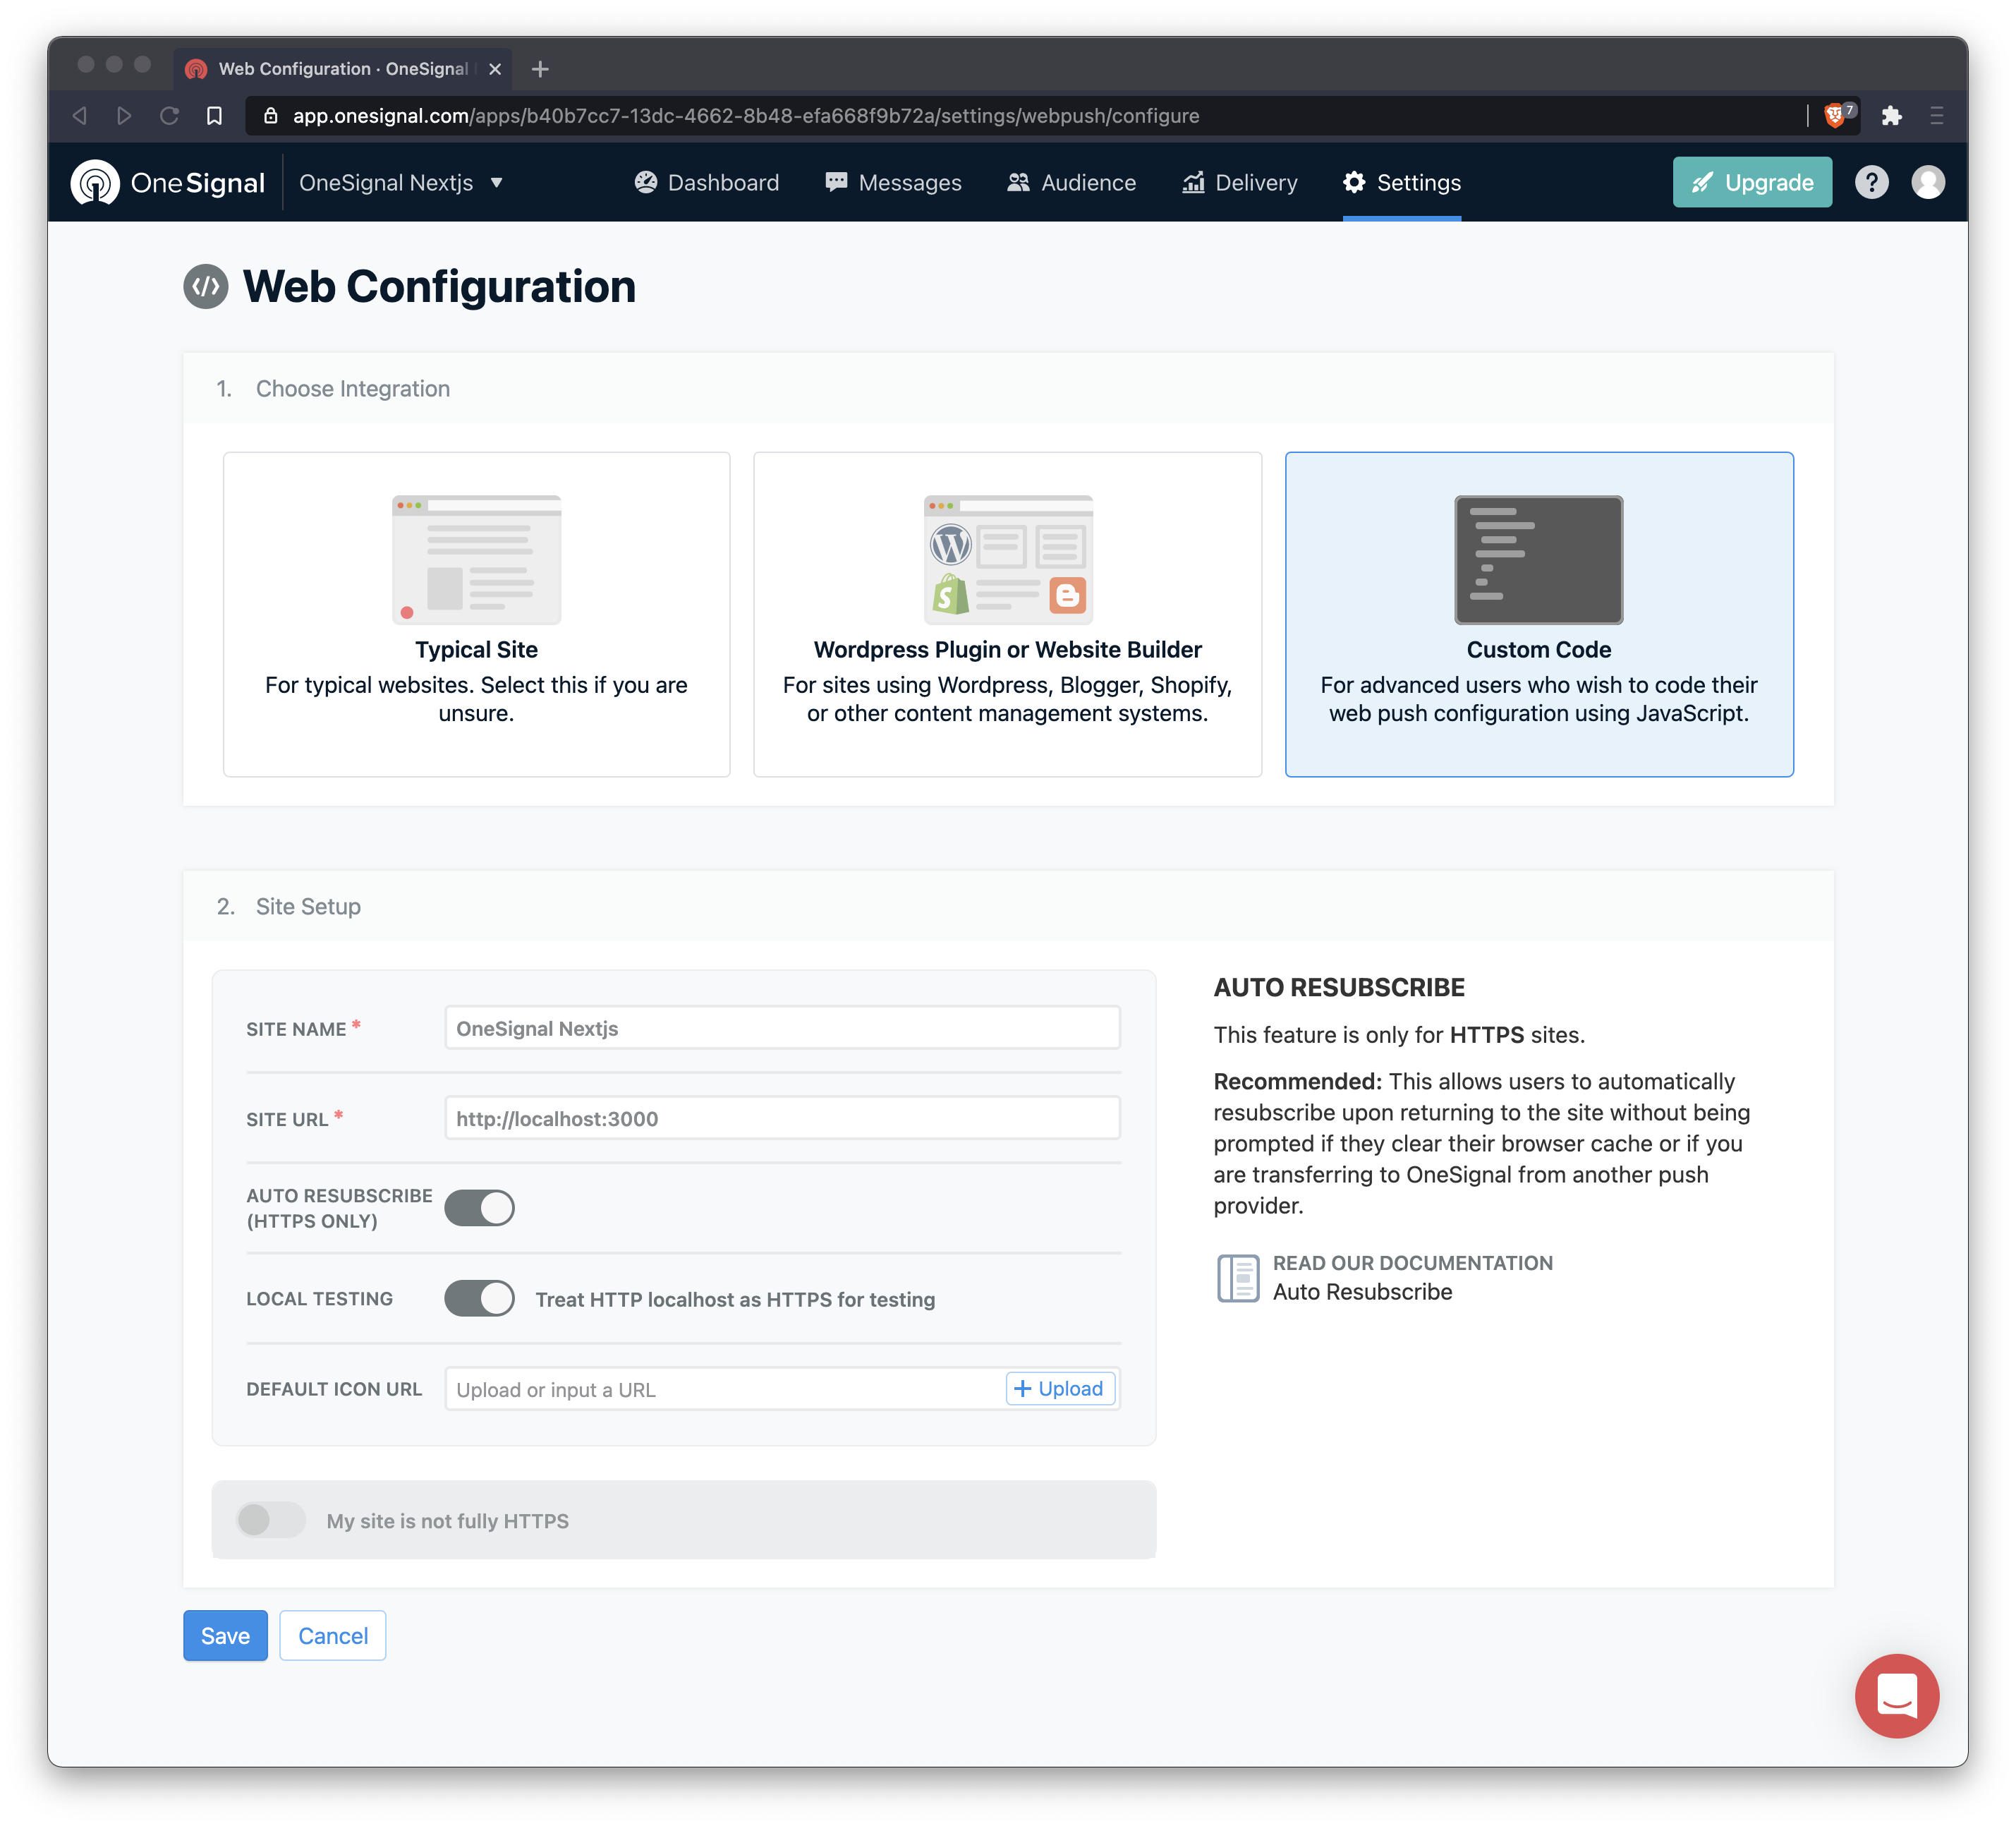 Web Configuration · OneSignal
app.onesignal.com/apps/b40b7cc7-13dc-4662-8b48-efa668f9b72a/settings/webpush/configure
7
OneSignal
OneSignal Nextjs
Dashboard
Messages
Audience
Delivery
Settings
Upgrade
?
</> Web Configuration
1. Choose Integration
Typical Site
For typical websites. Select this if you are
unsure.
Wordpress Plugin or Website Builder
For sites using Wordpress, Blogger, Shopify,
or other content management systems.
Custom Code
For advanced users who wish to code their
web push configuration using JavaScript.
2. Site Setup
SITE NAME *
OneSignal Nextjs
SITE URL *
http://localhost:3000
AUTO RESUBSCRIBE
(HTTPS ONLY)
LOCAL TESTING
Treat HTTP localhost as HTTPS for testing
DEFAULT ICON URL
Upload or input a URL
+ Upload
My site is not fully HTTPS
AUTO RESUBSCRIBE
This feature is only for HTTPS sites.
Recommended: This allows users to automatically
resubscribe upon returning to the site without being
prompted if they clear their browser cache or if you
are transferring to OneSignal from another push
provider.
READ OUR DOCUMENTATION
Auto Resubscribe
Save
Cancel